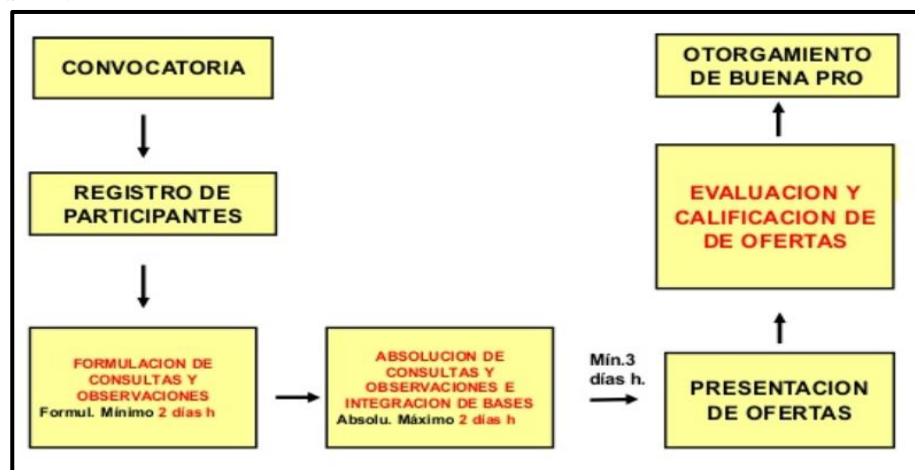 CONVOCATORIA
REGISTRO DE
PARTICIPANTES
FORMULACION DE
CONSULTAS Y
OBSERVACIONES
Formul. Mínimo 2 días h
ABSOLUCION DE
CONSULTAS Y
OBSERVACIONES E
INTEGRACION DE BASES
Absolu. Máximo 2 días h
Mín.3
días h.
PRESENTACION
DE OFERTAS
EVALUACION Y
CALIFICACION DE
DE OFERTAS
OTORGAMIENTO
DE BUENA PRO